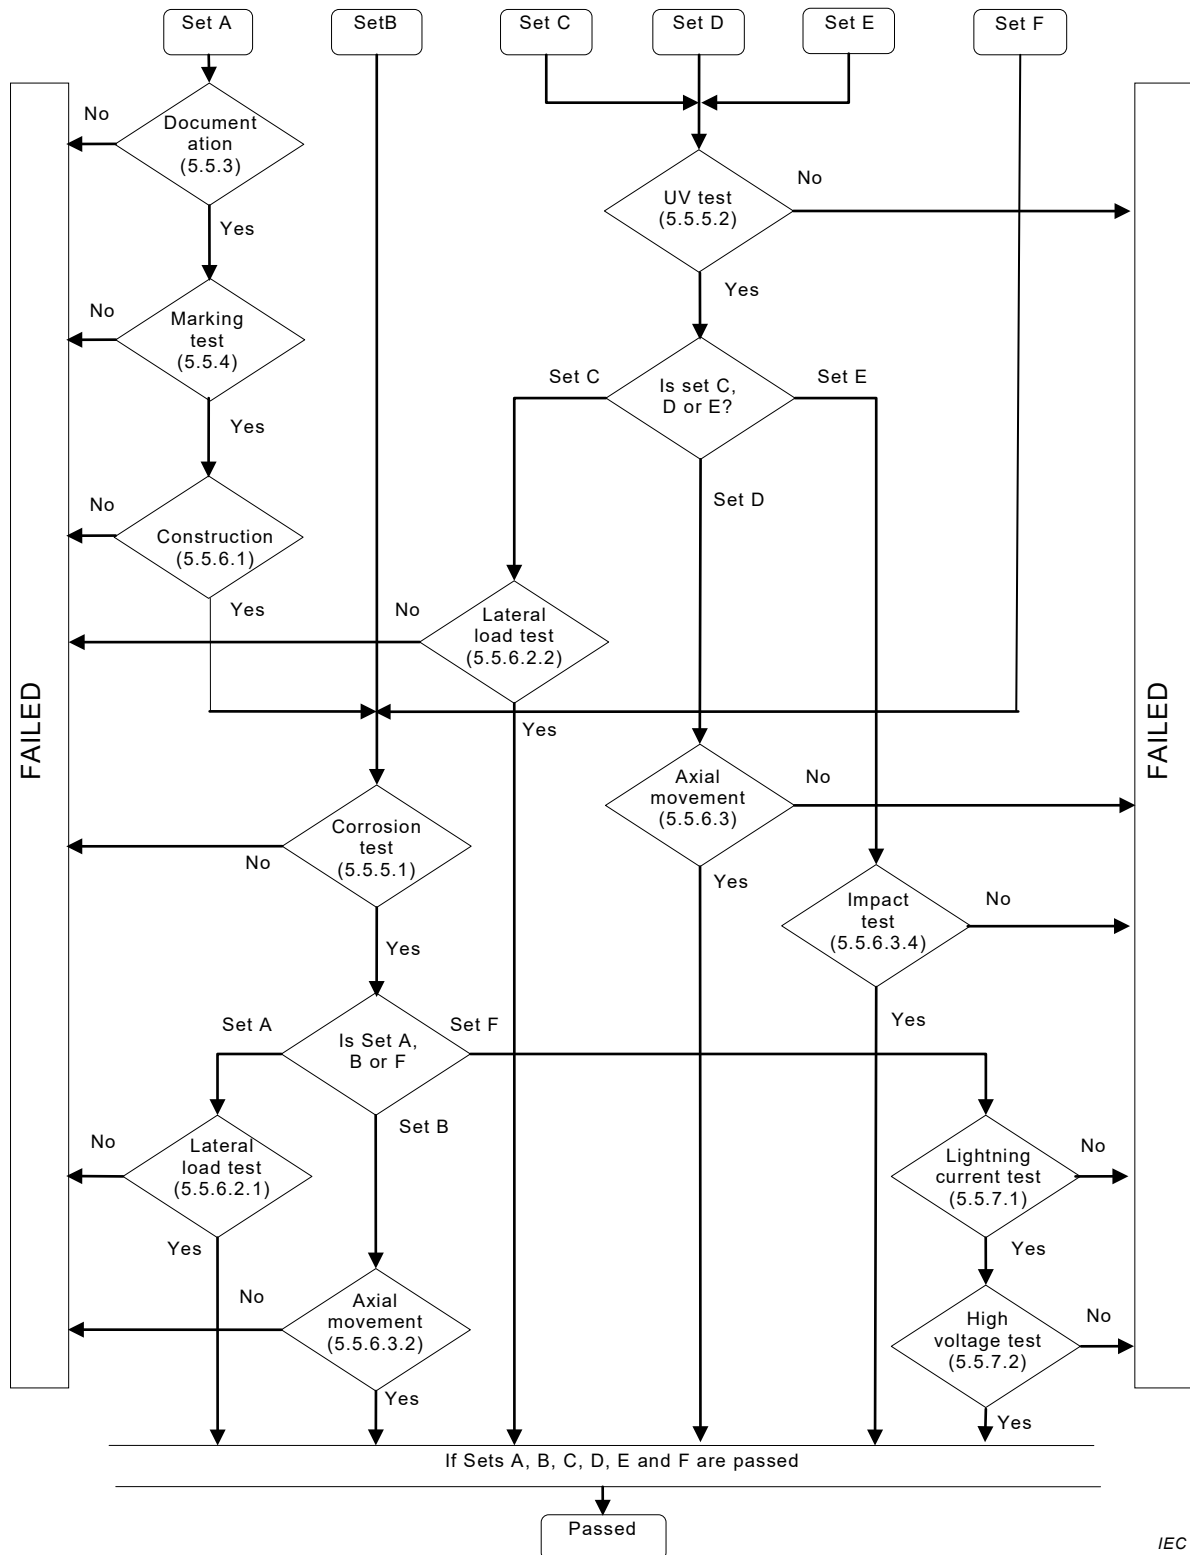 Set A
SetB
Set C
Set D
Set E
Set F
No
Document
ation
(5.5.3)
Yes
No
UV test
(5.5.5.2)
Yes
No
Marking
test
(5.5.4)
Yes
Set C
Is set C,
D or E?
Set E
Set D
No
Construction
(5.5.6.1)
Yes
No
Lateral
load test
(5.5.6.2.2)
Yes
FAILED
FAILED
Axial
movement
(5.5.6.3)
No
Yes
Corrosion
test
(5.5.5.1)
No
Yes
Impact
test
(5.5.6.3.4)
No
Yes
Set A
Is Set A,
B or F
Set F
Set B
No
Lateral
load test
(5.5.6.2.1)
Yes
Lightning
current test
(5.5.7.1)
No
Yes
No
Axial
movement
(5.5.6.3.2)
Yes
High
voltage test
(5.5.7.2)
No
Yes
If Sets A, B, C, D, E and F are passed
Passed
IEC